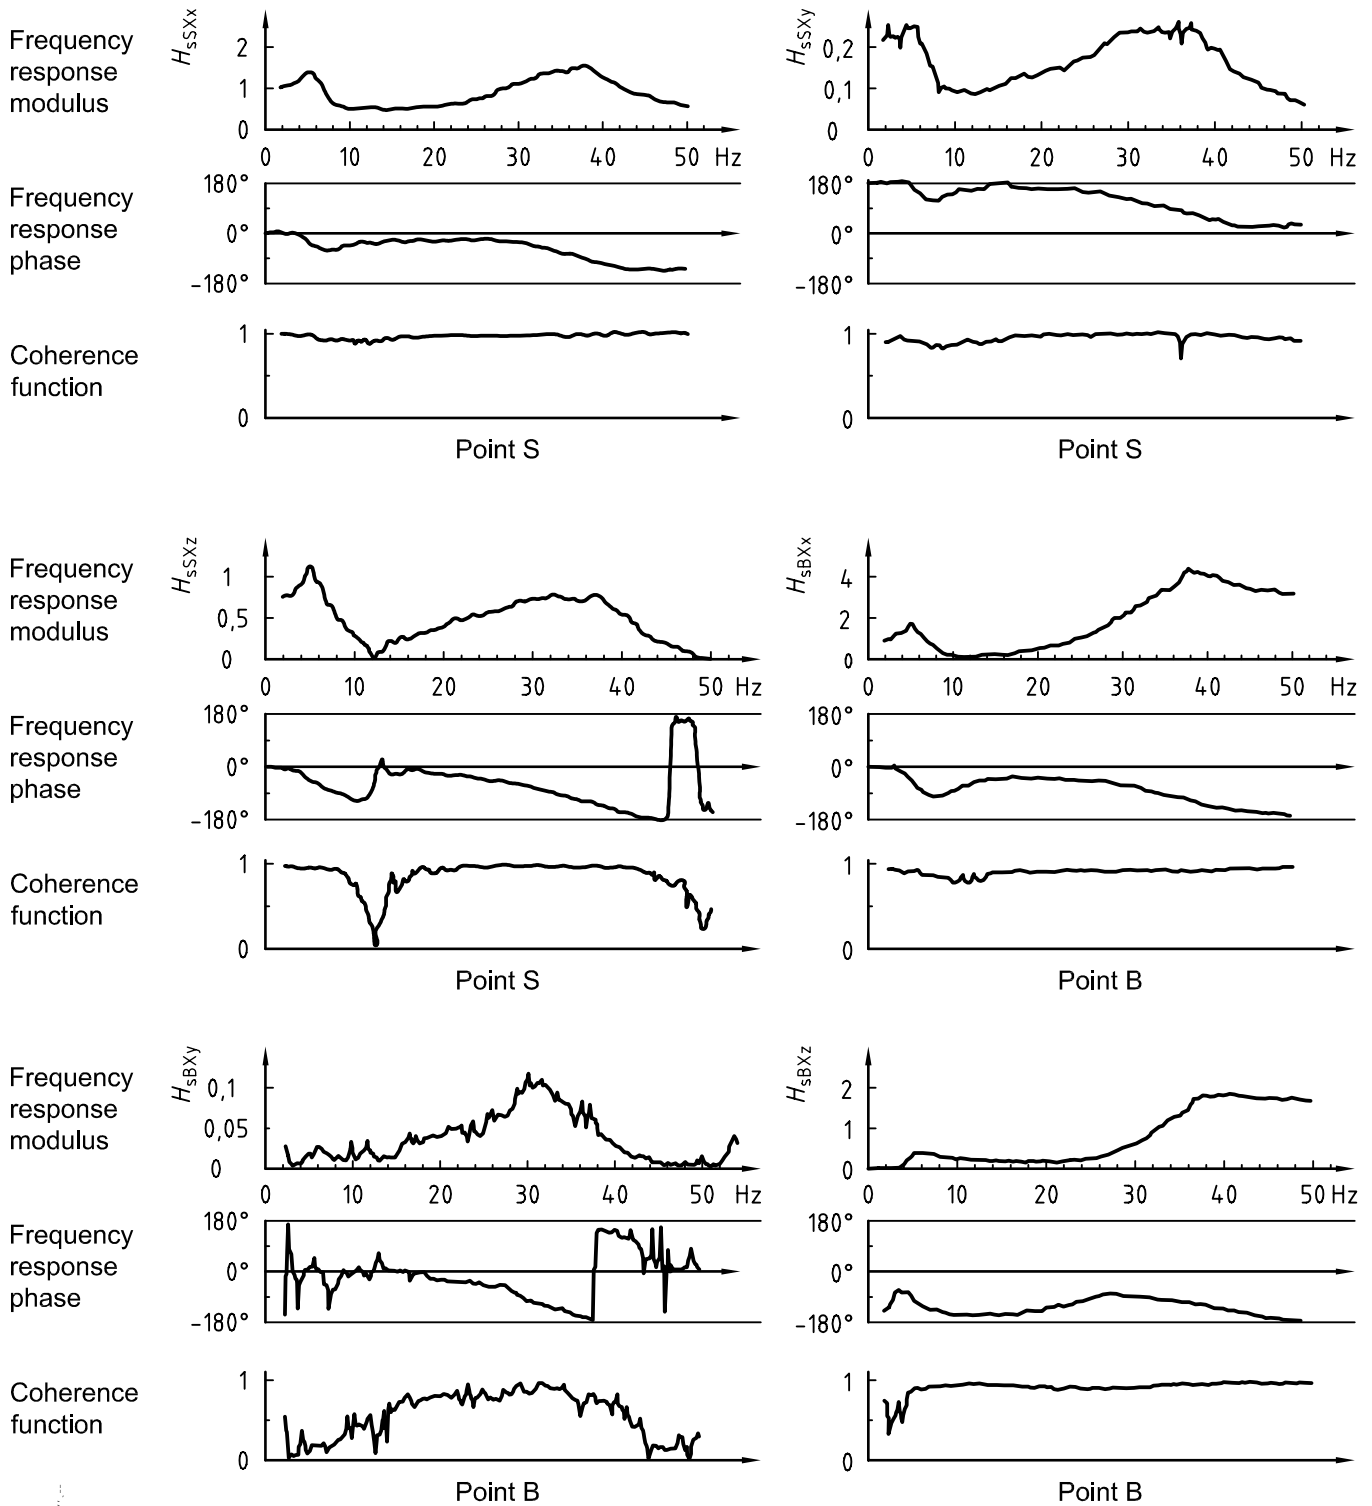 Frequency
response
modulus
H sSXx
2
1
0
0 10 20 30 40 50 Hz
H sSXy
0,2
0,1
0
0 10 20 30 40 50 Hz
Frequency
response
phase
180°
0°
–180°
180°
0°
–180°
Coherence
function
1
0
1
0
Point S
Point S
Frequency
response
modulus
H sSXz
1
0,5
0
0 10 20 30 40 50 Hz
H sBXx
4
2
0
0 10 20 30 40 50 Hz
Frequency
response
phase
180°
0°
–180°
180°
0°
–180°
Coherence
function
1
0
1
0
Point S
Point B
Frequency
response
modulus
H sBXy
0,1
0,05
0
0 10 20 30 40 50 Hz
H sBXz
2
1
0
0 10 20 30 40 50 Hz
Frequency
response
phase
180°
0°
–180°
180°
0°
–180°
Coherence
function
1
0
1
0
Point B
Point B